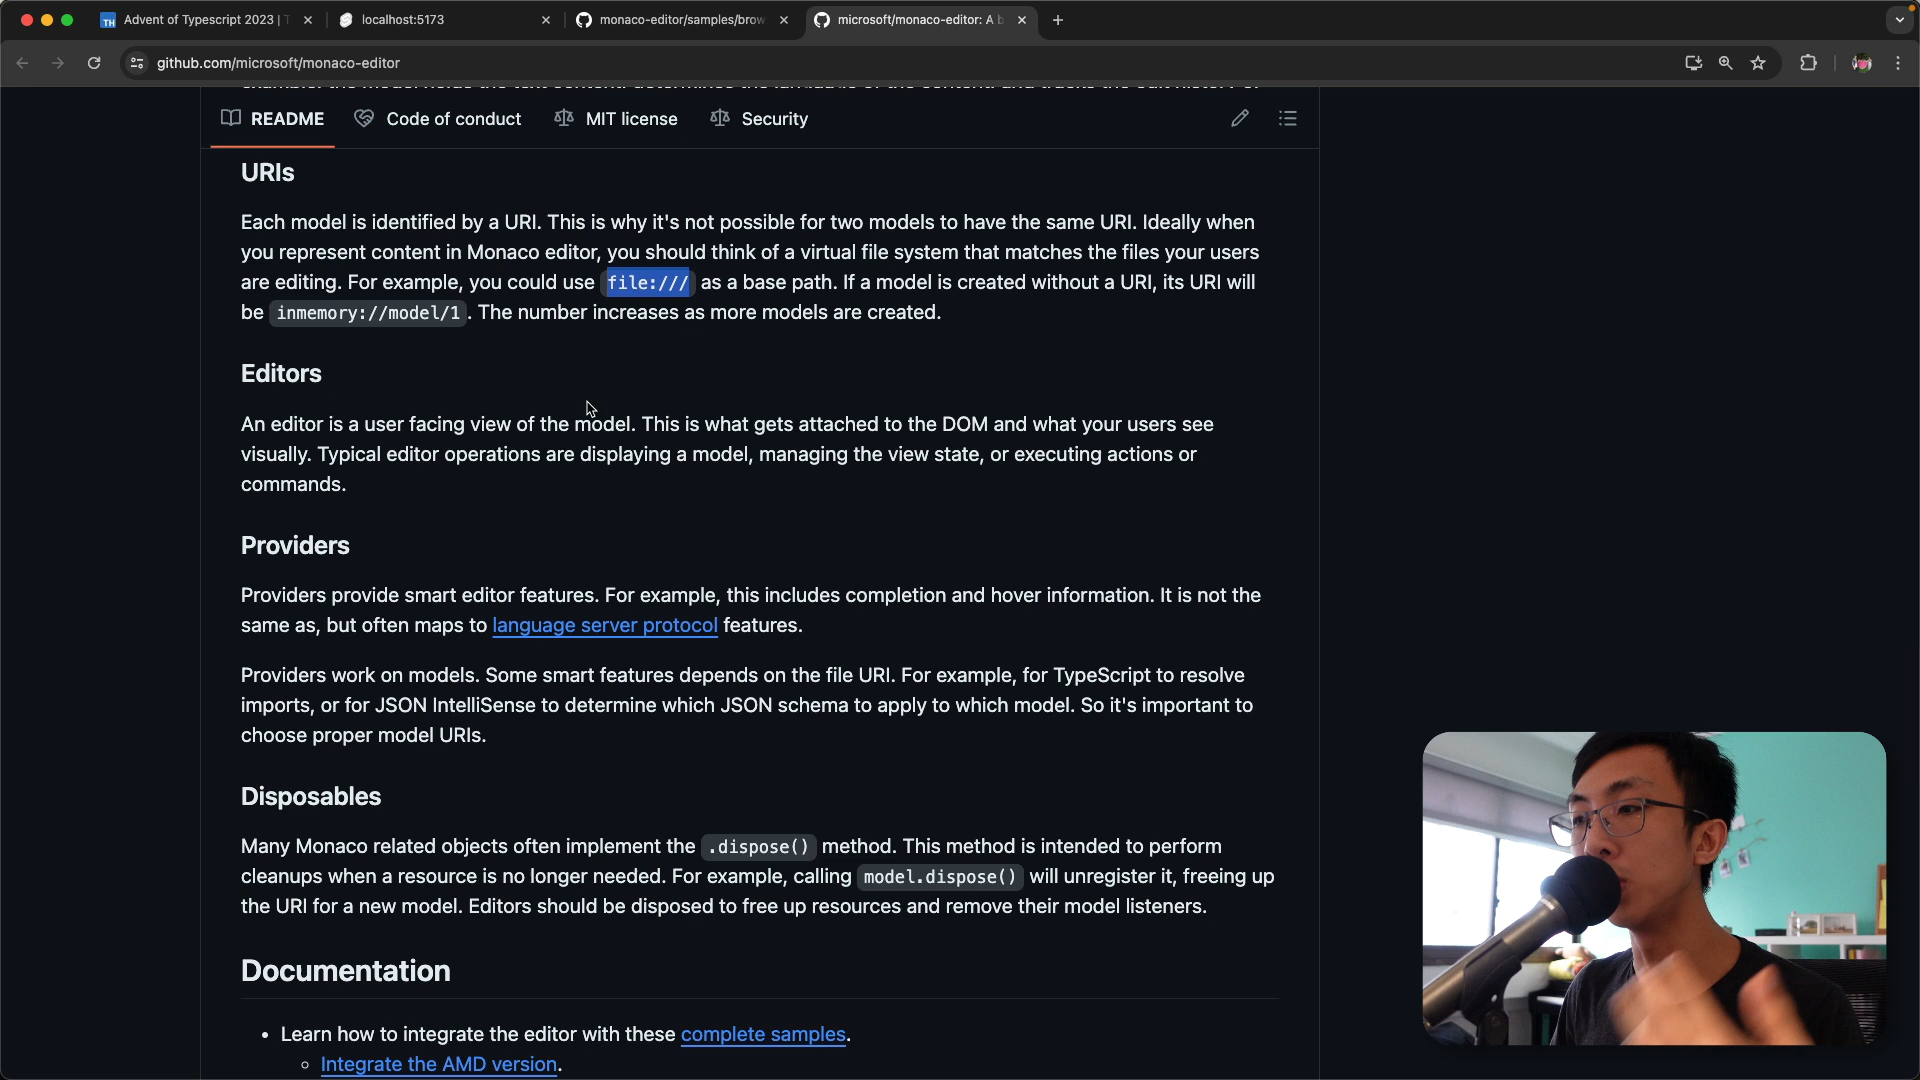 Advent of Typescript 2023 | T
localhost:5173
monaco-editor/samples/brow
microsoft/monaco-editor: A b
github.com/microsoft/monaco-editor
README
Code of conduct
MIT license
Security
URIs
Each model is identified by a URI. This is why it's not possible for two models to have the same URI. Ideally when
you represent content in Monaco editor, you should think of a virtual file system that matches the files your users
are editing. For example, you could use file:/// as a base path. If a model is created without a URI, its URI will
be inmemory://model/1. The number increases as more models are created.
Editors
An editor is a user facing view of the model. This is what gets attached to the DOM and what your users see
visually. Typical editor operations are displaying a model, managing the view state, or executing actions or
commands.
Providers
Providers provide smart editor features. For example, this includes completion and hover information. It is not the
same as, but often maps to language server protocol features.
Providers work on models. Some smart features depends on the file URI. For example, for TypeScript to resolve
imports, or for JSON IntelliSense to determine which JSON schema to apply to which model. So it's important to
choose proper model URIs.
Disposables
Many Monaco related objects often implement the .dispose() method. This method is intended to perform
cleanups when a resource is no longer needed. For example, calling model.dispose() will unregister it, freeing up
the URI for a new model. Editors should be disposed to free up resources and remove their model listeners.
Documentation
• Learn how to integrate the editor with these complete samples.
◦ Integrate the AMD version.